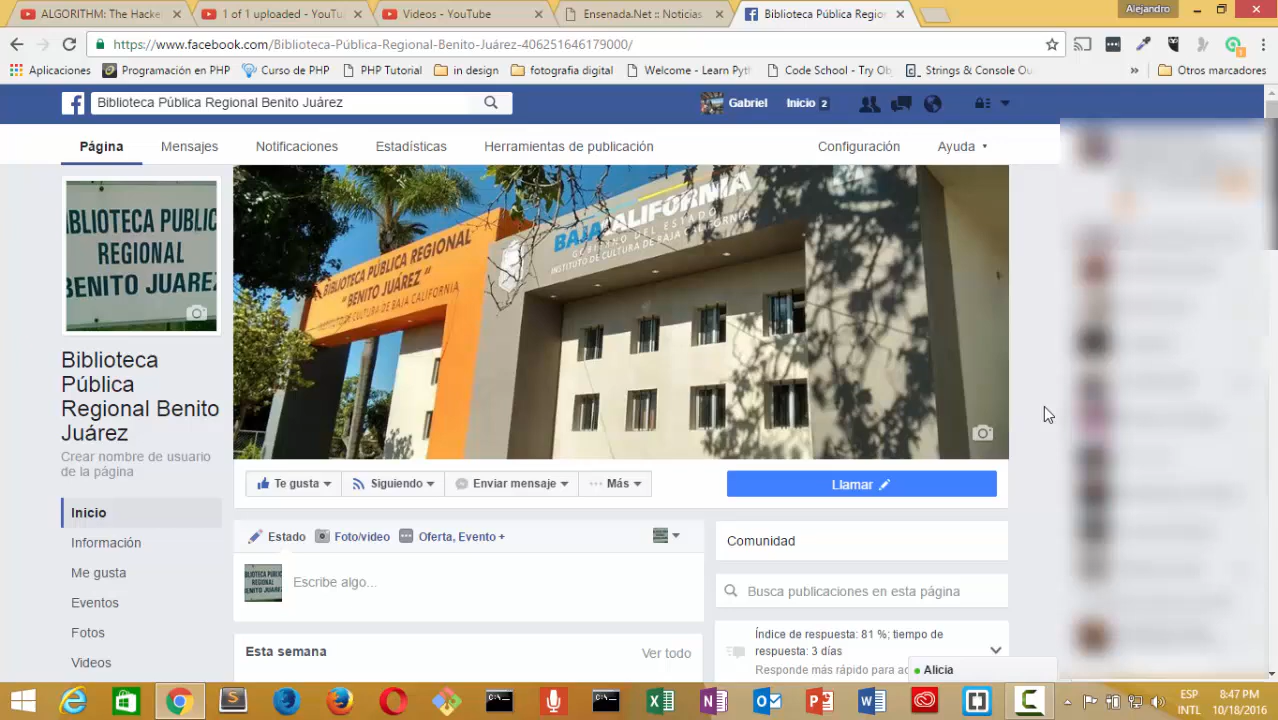 ALGORITHM: The Hacke
1 of 1 uploaded - YouTu
Videos - YouTube
Ensenada.Net :: Noticias
Biblioteca Pública Regio
Alejandro
https://www.facebook.com/Biblioteca-Pública-Regional-Benito-Juárez-406251646179000/
Aplicaciones
Programación en PHP
Curso de PHP
PHP Tutorial
in design
fotografia digital
Welcome - Learn Pyt
Code School - Try Ob
Strings & Console Ou
Otros marcadores
Biblioteca Pública Regional Benito Juárez
Gabriel
Inicio 2
Página
Mensajes
Notificaciones
Estadísticas
Herramientas de publicación
Configuración
Ayuda
BLIOTECA PUBLIC
REGIONAL
BENITO JUAREZ
BIBLIOTECA PÚBLICA REGIONAL
"BENITO JUÁREZ"
INSTITUTO DE CULTURA DE BAJA CALIFORNIA
BAJA CALIFORNIA
GOBIERNO DEL ESTADO
INSTITUTO DE CULTURA DE BAJA CALIFORNIA
Biblioteca
Pública
Regional Benito
Juárez
Crear nombre de usuario
de la página
Te gusta
Siguiendo
Enviar mensaje
Más
Llamar
Inicio
Información
Me gusta
Eventos
Fotos
Videos
Estado
Foto/video
Oferta, Evento +
Escribe algo...
Comunidad
Busca publicaciones en esta página
Esta semana
Ver todo
Índice de respuesta: 81 %; tiempo de
respuesta: 3 días
Responde más rápido para
Alicia
ESP
INTL
8:47 PM
10/18/2016